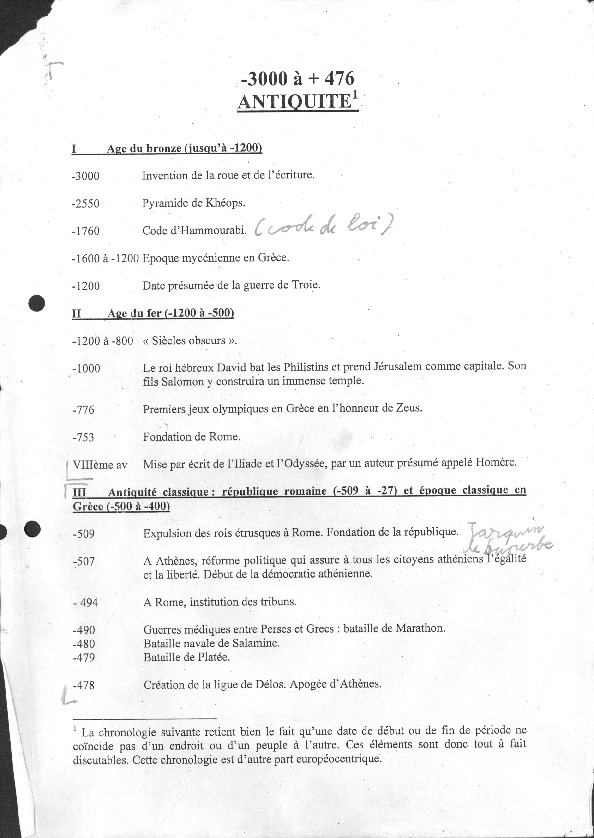 -3000 à + 476
ANTIQUITE¹
I Age du bronze (jusqu'à -1200)
-3000 Invention de la roue et de l'écriture.
-2550 Pyramide de Khéops.
-1760 Code d'Hammourabi. (code de loi)
-1600 à -1200 Epoque mycénienne en Grèce.
-1200 Date présumée de la guerre de Troie.
II Age du fer (-1200 à -500)
-1200 à -800 « Siècles obscurs ».
-1000 Le roi hébreux David bat les Philistins et prend Jérusalem comme capitale. Son
fils Salomon y construira un immense temple.
-776 Premiers jeux olympiques en Grèce en l'honneur de Zeus.
-753 Fondation de Rome.
VIIIème av Mise par écrit de l'Iliade et l'Odyssée, par un auteur présumé appelé Homère.
III Antiquité classique : république romaine (-509 à -27) et époque classique en
Grèce (-500 à -400)
-509 Expulsion des rois étrusques à Rome. Fondation de la république. Tarquin
le superbe
-507 A Athènes, réforme politique qui assure à tous les citoyens athéniens l'égalité
et la liberté. Début de la démocratie athénienne.
- 494 A Rome, institution des tribuns.
-490 Guerres médiques entre Perses et Grecs : bataille de Marathon.
-480 Bataille navale de Salamine.
-479 Bataille de Platée.
-478 Création de la ligue de Délos. Apogée d'Athènes.
¹ La chronologie suivante retient bien le fait qu'une date de début ou de fin de période ne
coïncide pas d'un endroit ou d'un peuple à l'autre. Ces éléments sont donc tout à fait
discutables. Cette chronologie est d'autre part européocentrique.